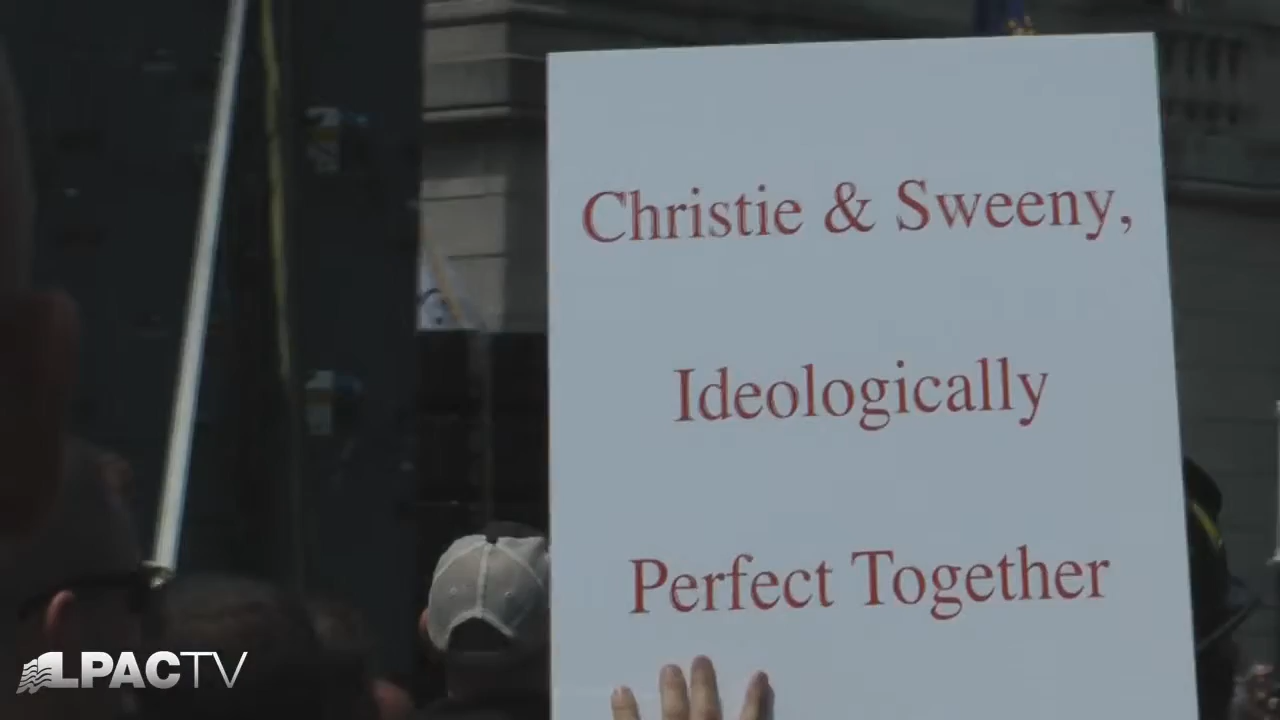 Christie & Sweeny,
Ideologically
Perfect Together
LPACTV